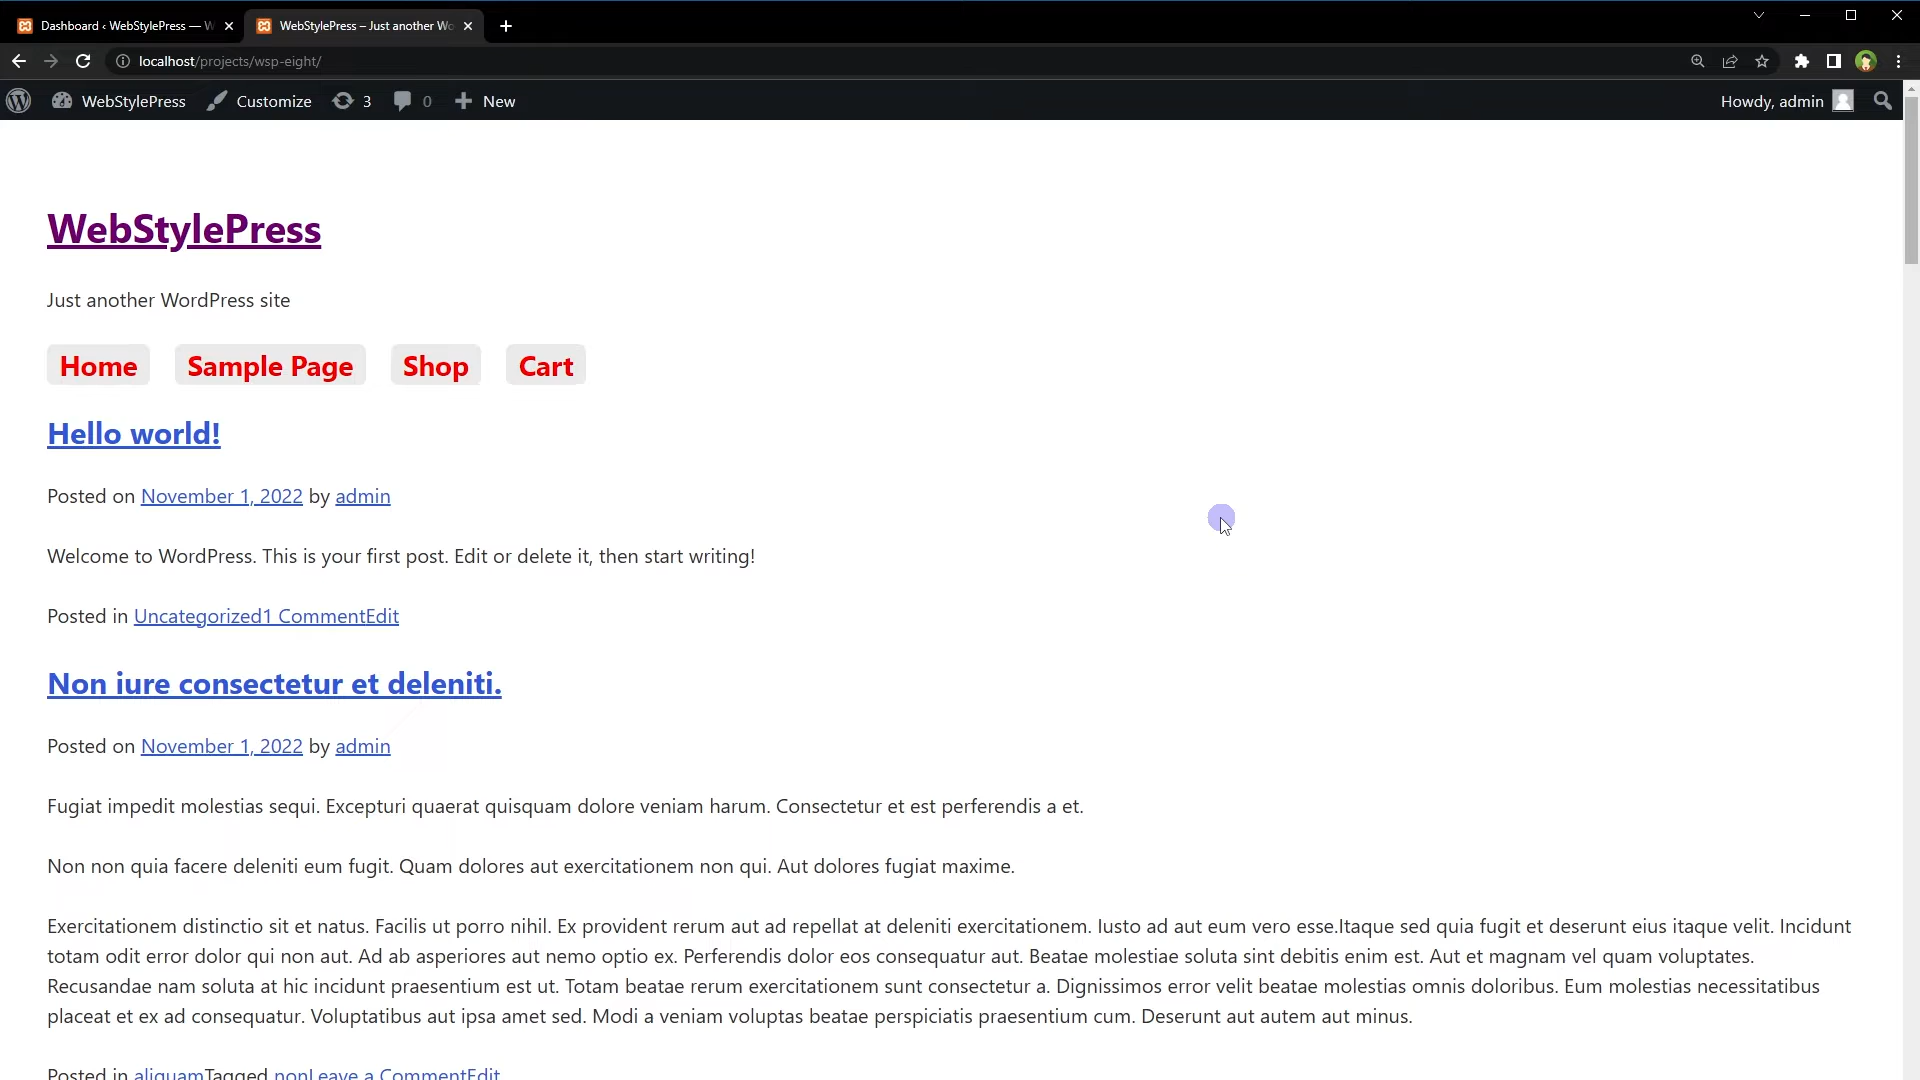 Dashboard ‹ WebStylePress — W
WebStylePress – Just another Wo
localhost/projects/wsp-eight/
WebStylePress
Customize
3
0
New
Howdy, admin
WebStylePress
Just another WordPress site
Home
Sample Page
Shop
Cart
Hello world!
Posted on November 1, 2022 by admin
Welcome to WordPress. This is your first post. Edit or delete it, then start writing!
Posted in Uncategorized1 CommentEdit
Non iure consectetur et deleniti.
Posted on November 1, 2022 by admin
Fugiat impedit molestias sequi. Excepturi quaerat quisquam dolore veniam harum. Consectetur et est perferendis a et.
Non non quia facere deleniti eum fugit. Quam dolores aut exercitationem non qui. Aut dolores fugiat maxime.
Exercitationem distinctio sit et natus. Facilis ut porro nihil. Ex provident rerum aut ad repellat at deleniti exercitationem. Iusto ad aut eum vero esse.Itaque sed quia fugit et deserunt eius itaque velit. Incidunt
totam odit error dolor qui non aut. Ad ab asperiores aut nemo optio ex. Perferendis dolor eos consequatur aut. Beatae molestiae soluta sint debitis enim est. Aut et magnam vel quam voluptates.
Recusandae nam soluta at hic incidunt praesentium est ut. Totam beatae rerum exercitationem sunt consectetur a. Dignissimos error velit beatae molestias omnis doloribus. Eum molestias necessitatibus
placeat et ex ad consequatur. Voluptatibus aut ipsa amet sed. Modi a veniam voluptas beatae perspiciatis praesentium cum. Deserunt aut autem aut minus.
Posted in aliquamTagged nonLeave a CommentEdit